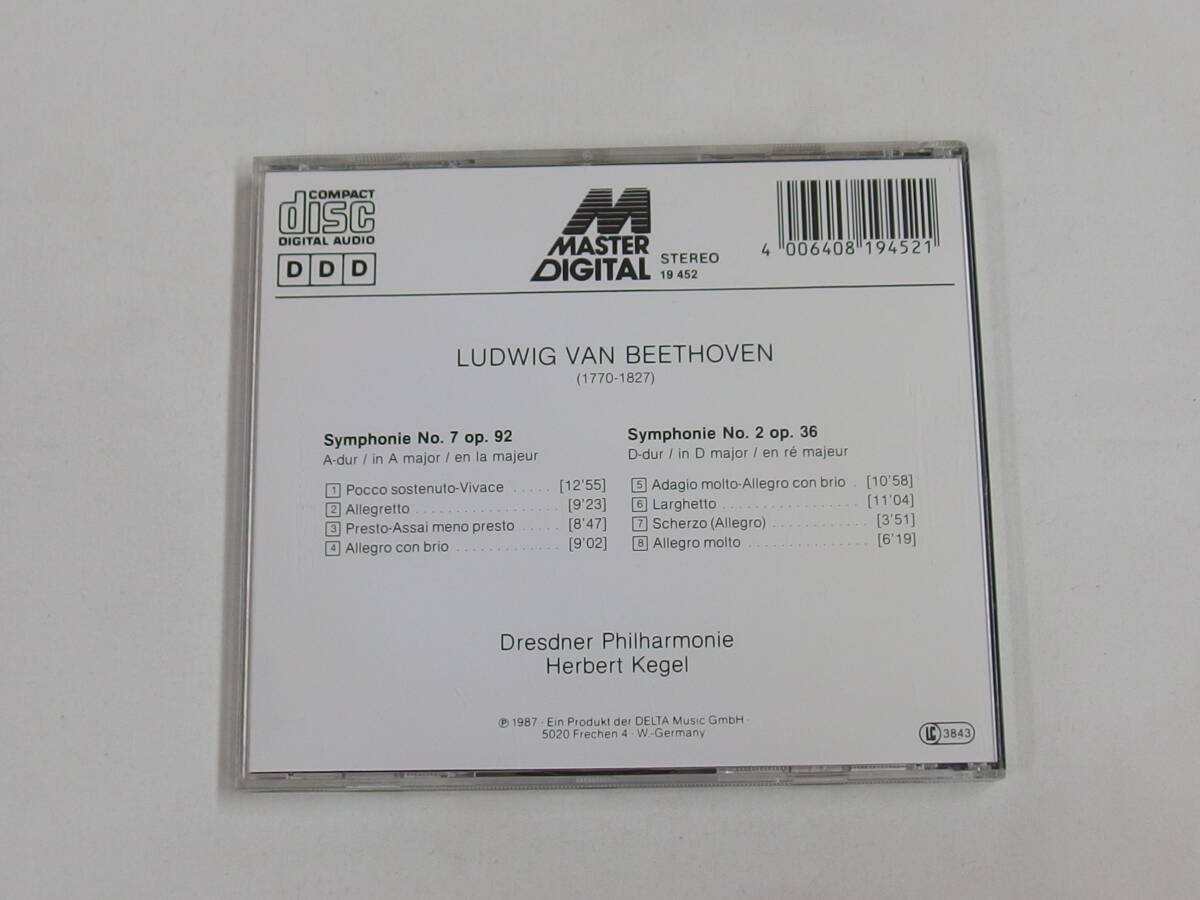 COMPACT
disc
DIGITAL AUDIO
D D D
M
MASTER
DIGITAL
STEREO
19 452
4 006408 194521
LUDWIG VAN BEETHOVEN
(1770-1827)
Symphonie No. 7 op. 92
A-dur / in A major / en la majeur
1 Pocco sostenuto-Vivace ..... [12'55]
2 Allegretto .................. [9'23]
3 Presto-Assai meno presto ..... [8'47]
4 Allegro con brio ............. [9'02]
Symphonie No. 2 op. 36
D-dur / in D major / en ré majeur
5 Adagio molto-Allegro con brio . [10'58]
6 Larghetto ................. [11'04]
7 Scherzo (Allegro) ............ [3'51]
8 Allegro molto ............... [6'19]
Dresdner Philharmonie
Herbert Kegel
℗ 1987 · Ein Produkt der DELTA Music GmbH ·
5020 Frechen 4 · W.-Germany
LC 3843